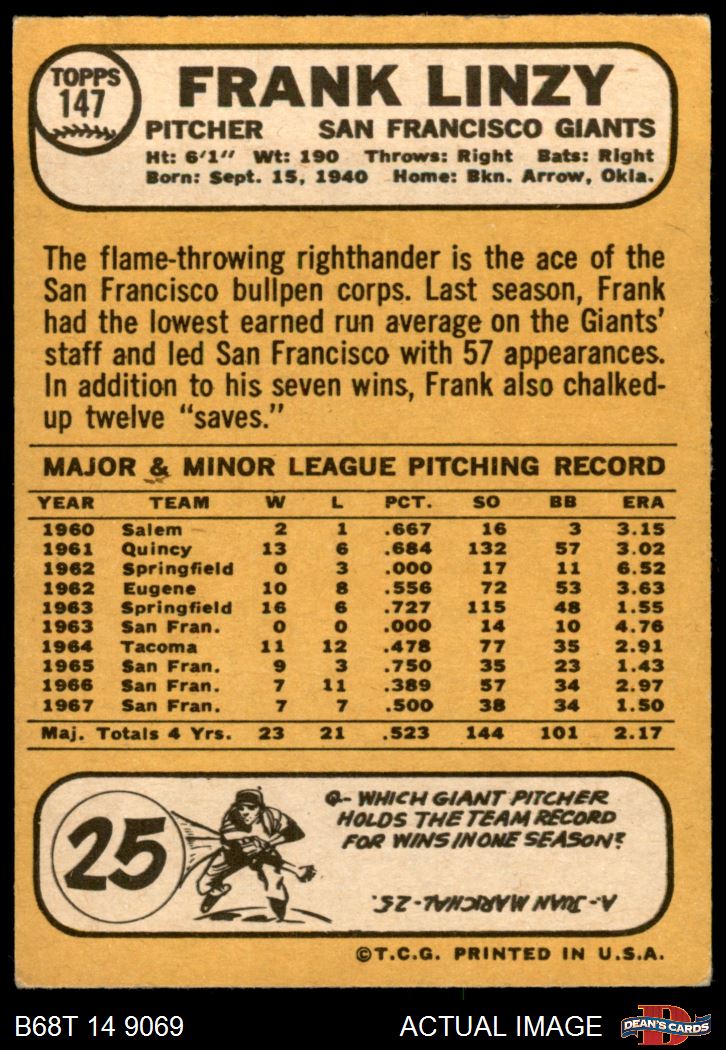 TOPPS
147
FRANK LINZY
PITCHER SAN FRANCISCO GIANTS
Ht: 6'1" Wt: 190 Throws: Right Bats: Right
Born: Sept. 15, 1940 Home: Bkn. Arrow, Okla.
The flame-throwing righthander is the ace of the
San Francisco bullpen corps. Last season, Frank
had the lowest earned run average on the Giants'
staff and led San Francisco with 57 appearances.
In addition to his seven wins, Frank also chalked-
up twelve "saves."
MAJOR & MINOR LEAGUE PITCHING RECORD
YEAR TEAM W L PCT. SO BB ERA
1960 Salem 2 1 .667 16 3 3.15
1961 Quincy 13 6 .684 132 57 3.02
1962 Springfield 0 3 .000 17 11 6.52
1962 Eugene 10 8 .556 72 53 3.63
1963 Springfield 16 6 .727 115 48 1.55
1963 San Fran. 0 0 .000 14 10 4.76
1964 Tacoma 11 12 .478 77 35 2.91
1965 San Fran. 9 3 .750 35 23 1.43
1966 San Fran. 7 11 .389 57 34 2.97
1967 San Fran. 7 7 .500 38 34 1.50
Maj. Totals 4 Yrs. 23 21 .523 144 101 2.17
25
Q- WHICH GIANT PITCHER
HOLDS THE TEAM RECORD
FOR WINS IN ONE SEASON?
A- JUAN MARICHAL - 25.
©T.C.G. PRINTED IN U.S.A.
B68T 14 9069 ACTUAL IMAGE
D
DEAN'S CARDS